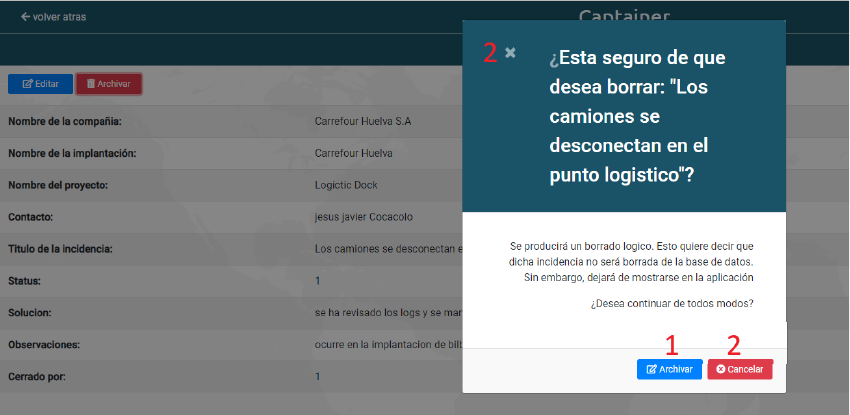 volver atras
Captainer
Editar
Archivar
Nombre de la compañia: Carrefour Huelva S.A
Nombre de la implantación: Carrefour Huelva
Nombre del proyecto: Logictic Dock
Contacto: jesus javier Cocacolo
Titulo de la incidencia: Los camiones se desconectan e
Status: 1
Solucion: se ha revisado los logs y se mar
Observaciones: ocurre en la implantacion de bilb
Cerrado por: 1
2 ×
¿Esta seguro de que
desea borrar: "Los
camiones se
desconectan en el
punto logistico"?
Se producirá un borrado logico. Esto quiere decir que
dicha incidencia no será borrada de la base de datos.
Sin embargo, dejará de mostrarse en la aplicación
¿Desea continuar de todos modos?
1 2
Archivar
Cancelar